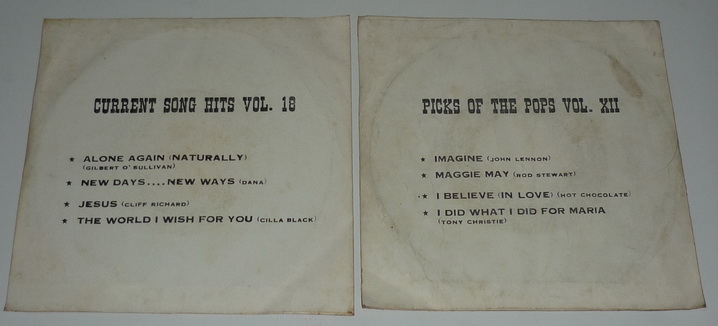 CURRENT SONG HITS VOL. 18
★ ALONE AGAIN (NATURALLY)
(GILBERT O'SULLIVAN)
★ NEW DAYS....NEW WAYS (DANA)
★ JESUS (CLIFF RICHARD)
★ THE WORLD I WISH FOR YOU (CILLA BLACK)
PICKS OF THE POPS VOL. XII
★ IMAGINE (JOHN LENNON)
★ MAGGIE MAY (ROD STEWART)
★ I BELIEVE (IN LOVE) (HOT CHOCOLATE)
★ I DID WHAT I DID FOR MARIA
(TONY CHRISTIE)